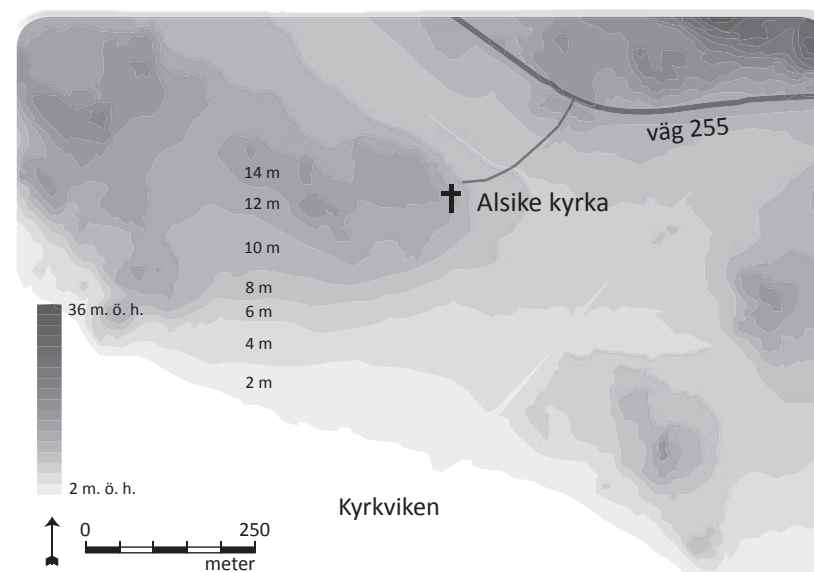 väg 255
14 m
12 m
Alsike kyrka
10 m
8 m
6 m
36 m. ö. h.
4 m
2 m
2 m. ö. h.
Kyrkviken
0 250
meter